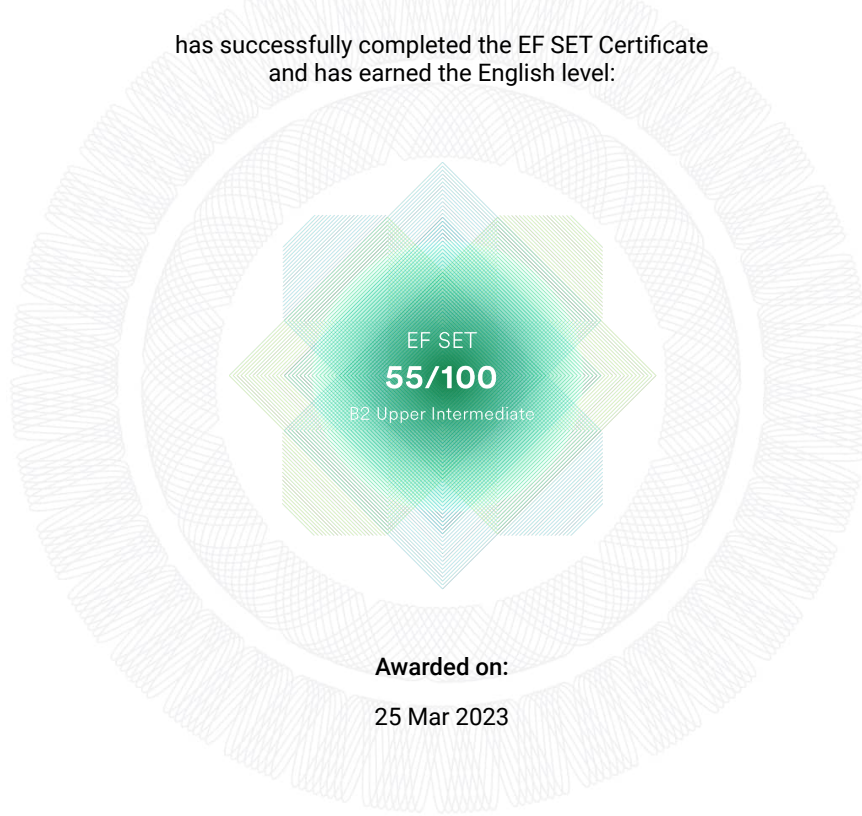 has successfully completed the EF SET Certificate
and has earned the English level:
EF SET
55/100
B2 Upper Intermediate
Awarded on:
25 Mar 2023